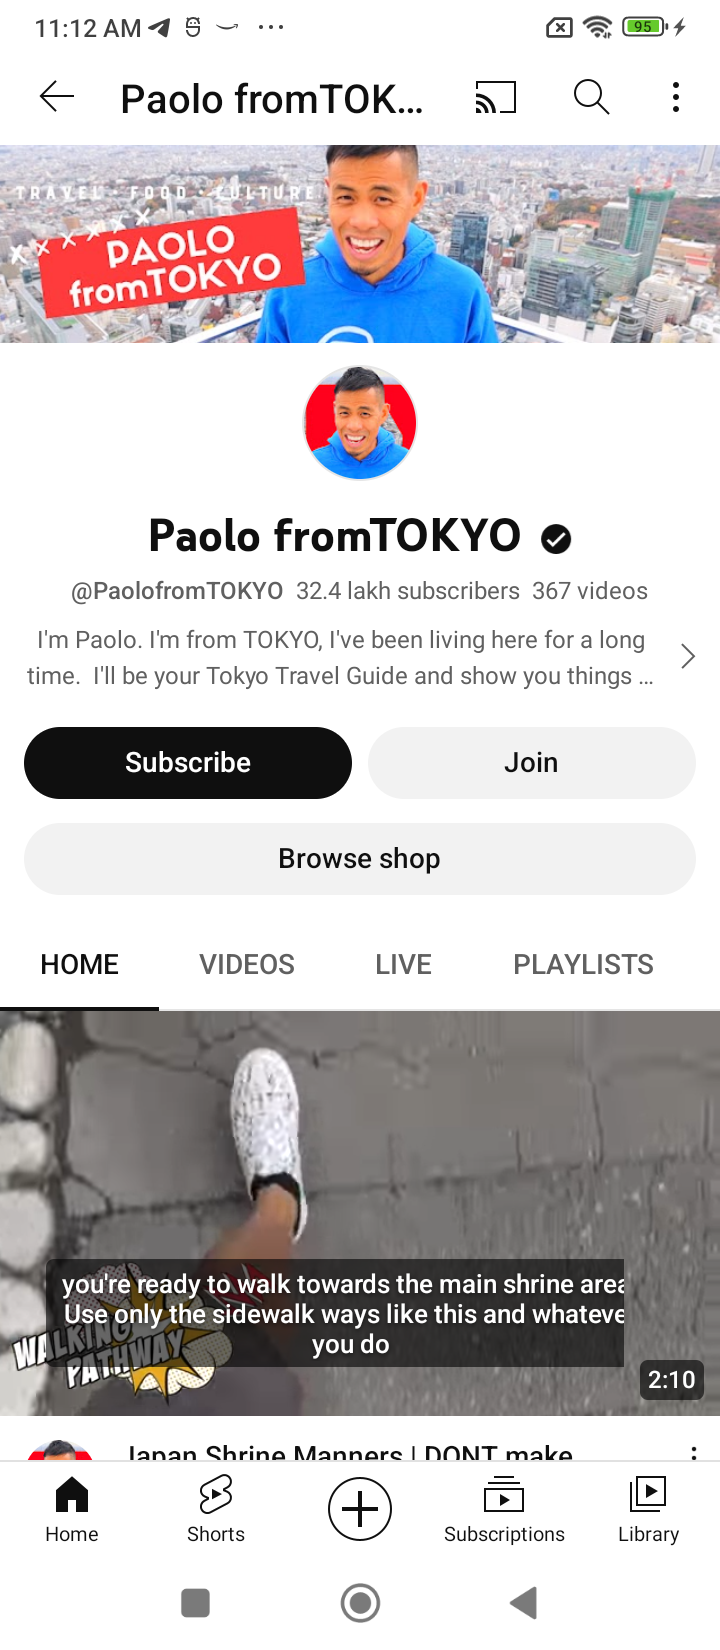 11:12 AM
95
Paolo fromTOK...
TRAVEL · FOOD · CULTURE
PAOLO
fromTOKYO
Paolo fromTOKYO
@PaolofromTOKYO 32.4 lakh subscribers 367 videos
I'm Paolo. I'm from TOKYO, I've been living here for a long
time. I'll be your Tokyo Travel Guide and show you things ...
Subscribe
Join
Browse shop
HOME
VIDEOS
LIVE
PLAYLISTS
you're ready to walk towards the main shrine area
Use only the sidewalk ways like this and whateve
you do
WALKING
PATHWAY
2:10
Japan Shrine Manners | DONT make
Home
Shorts
Subscriptions
Library